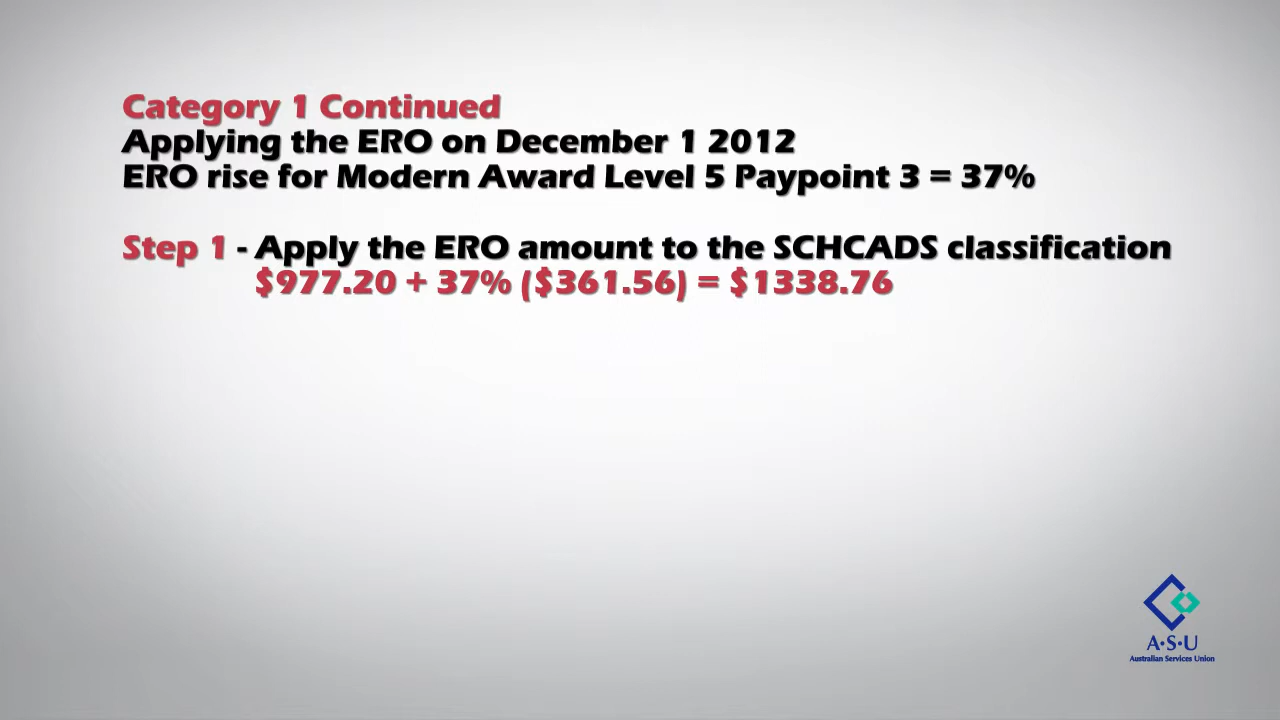 Category 1 Continued
Applying the ERO on December 1 2012
ERO rise for Modern Award Level 5 Paypoint 3 = 37%
Step 1 - Apply the ERO amount to the SCHCADS classification
$977.20 + 37% ($361.56) = $1338.76
A·S·U
Australian Services Union